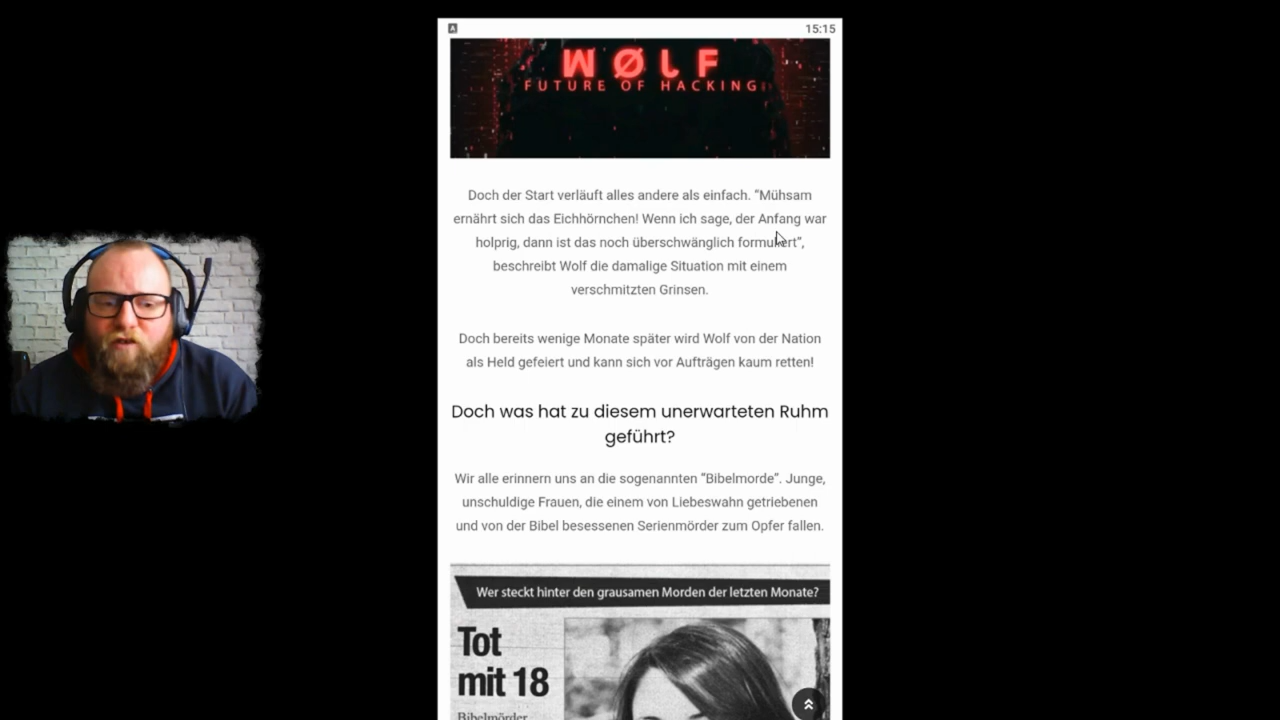 15:15
WØLF
FUTURE OF HACKING
Doch der Start verläuft alles andere als einfach. “Mühsam
ernährt sich das Eichhörnchen! Wenn ich sage, der Anfang war
holprig, dann ist das noch überschwänglich formuliert”,
beschreibt Wolf die damalige Situation mit einem
verschmitzten Grinsen.
Doch bereits wenige Monate später wird Wolf von der Nation
als Held gefeiert und kann sich vor Aufträgen kaum retten!
Doch was hat zu diesem unerwarteten Ruhm
geführt?
Wir alle erinnern uns an die sogenannten “Bibelmorde”. Junge,
unschuldige Frauen, die einem von Liebeswahn getriebenen
und von der Bibel besessenen Serienmörder zum Opfer fallen.
Wer steckt hinter den grausamen Morden der letzten Monate?
Tot
mit 18
Bibelmörder